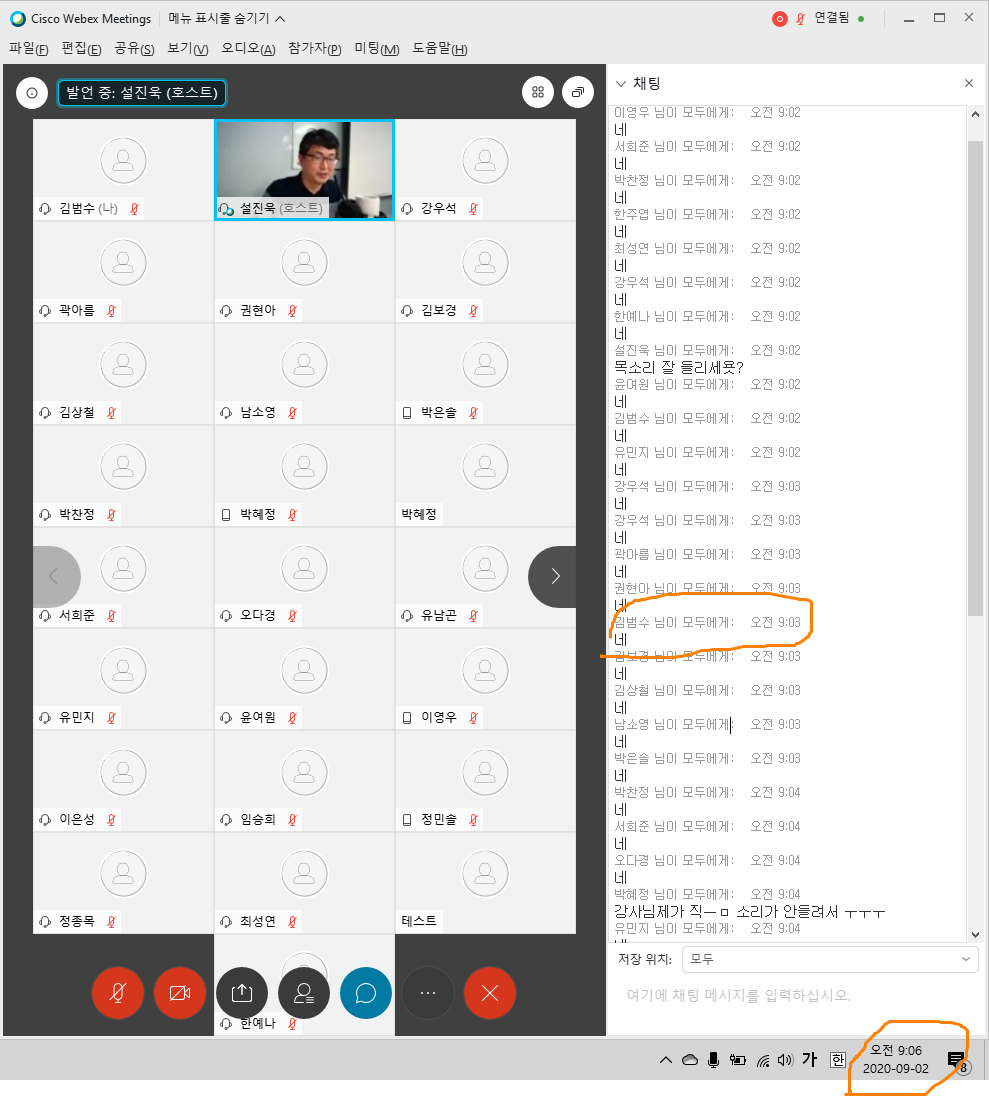 Cisco Webex Meetings 메뉴 표시줄 숨기기 연결됨
파일(F) 편집(E) 공유(S) 보기(V) 오디오(A) 참가자(P) 미팅(M) 도움말(H)
발언 중: 설진욱 (호스트)
김범수 (나) 설진욱 (호스트) 강우석
곽아름 권현아 김보경
김상철 남소영 박은솔
박찬정 박혜정 박혜정
서희준 오다경 유남곤
유민지 윤여원 이영우
이은성 임승희 정민솔
정종목 최성연 테스트
한예나
채팅
이영우 님이 모두에게: 오전 9:02
네
서희준 님이 모두에게: 오전 9:02
네
박찬정 님이 모두에게: 오전 9:02
네
한주엽 님이 모두에게: 오전 9:02
네
최성연 님이 모두에게: 오전 9:02
네
강우석 님이 모두에게: 오전 9:02
네
한예나 님이 모두에게: 오전 9:02
네
설진욱 님이 모두에게: 오전 9:02
목소리 잘 들리세욧?
윤여원 님이 모두에게: 오전 9:02
네
김범수 님이 모두에게: 오전 9:02
네
유민지 님이 모두에게: 오전 9:02
네
강우석 님이 모두에게: 오전 9:03
네
강우석 님이 모두에게: 오전 9:03
네
곽아름 님이 모두에게: 오전 9:03
네
권현아 님이 모두에게: 오전 9:03
네
김범수 님이 모두에게: 오전 9:03
네
김보경 님이 모두에게: 오전 9:03
네
김상철 님이 모두에게: 오전 9:03
네
남소영 님이 모두에게: 오전 9:03
네
박은솔 님이 모두에게: 오전 9:03
네
박찬정 님이 모두에게: 오전 9:04
네
서희준 님이 모두에게: 오전 9:04
네
오다경 님이 모두에게: 오전 9:04
네
박혜정 님이 모두에게: 오전 9:04
강사님제가 직ㅡㅁ 소리가 안들려서 ㅜㅜㅜ
유민지 님이 모두에게: 오전 9:04
저장 위치: 모두
여기에 채팅 메시지를 입력하십시오.
가 한 오전 9:06
2020-09-02 8